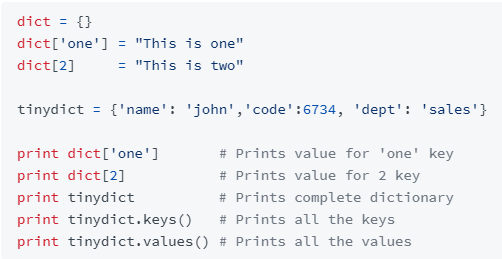 dict = {}
dict['one'] = "This is one"
dict[2]     = "This is two"

tinydict = {'name': 'john','code':6734, 'dept': 'sales'}

print dict['one']       # Prints value for 'one' key
print dict[2]           # Prints value for 2 key
print tinydict          # Prints complete dictionary
print tinydict.keys()   # Prints all the keys
print tinydict.values() # Prints all the values